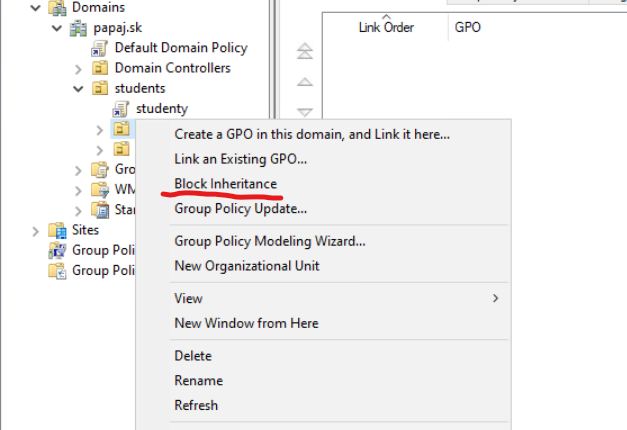 Domains
papaj.sk
Default Domain Policy
Domain Controllers
students
studenty
Gro
WM
Star
Sites
Group Poli
Group Poli
Link Order GPO
Create a GPO in this domain, and Link it here...
Link an Existing GPO...
Block Inheritance
Group Policy Update...
Group Policy Modeling Wizard...
New Organizational Unit
View
New Window from Here
Delete
Rename
Refresh